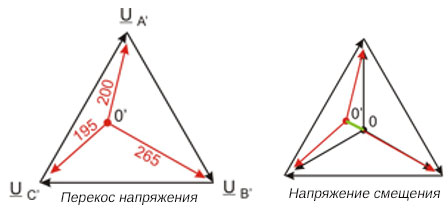 U A'
200
0'
195
265
U C'
U B'
Перекос напряжения
0'
0
Напряжение смещения